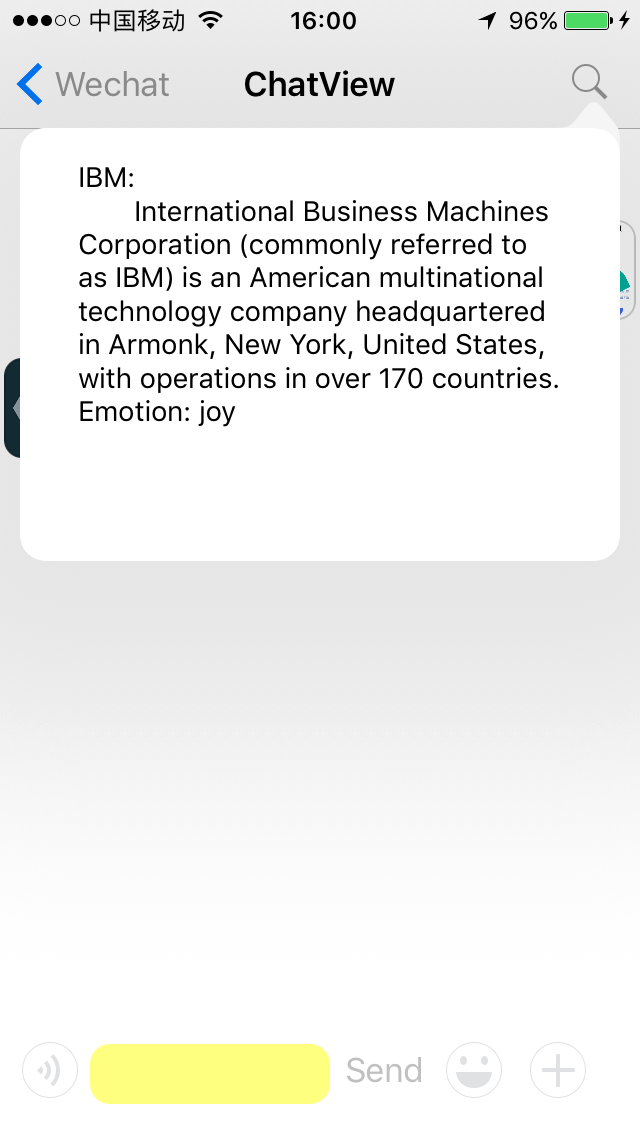 中国移动 16:00 96%
Wechat ChatView
IBM:
International Business Machines
Corporation (commonly referred to
as IBM) is an American multinational
technology company headquartered
in Armonk, New York, United States,
with operations in over 170 countries.
Emotion: joy
Send